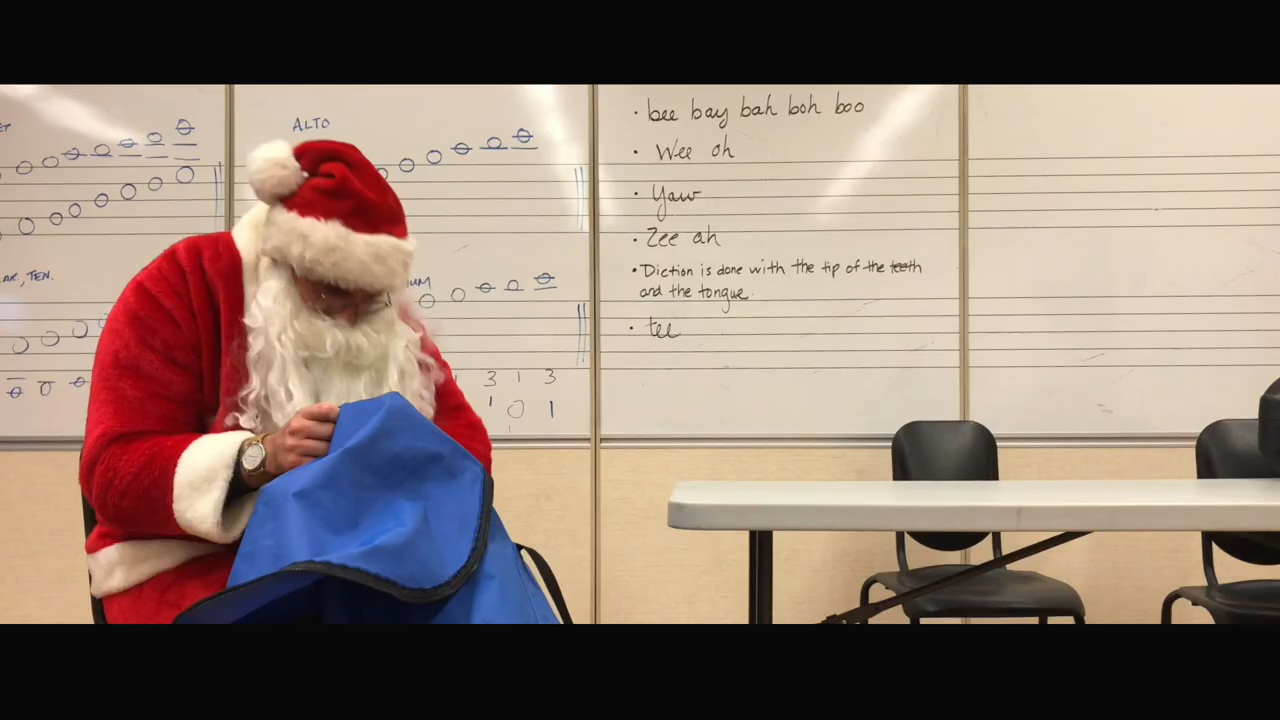 ALTO
• bee bay bah boh boo
• Wee oh
• Yaw
• Zee ah
• Diction is done with the tip of the teeth
and the tongue.
• tee
TEN.
3 1 3
1 0 1